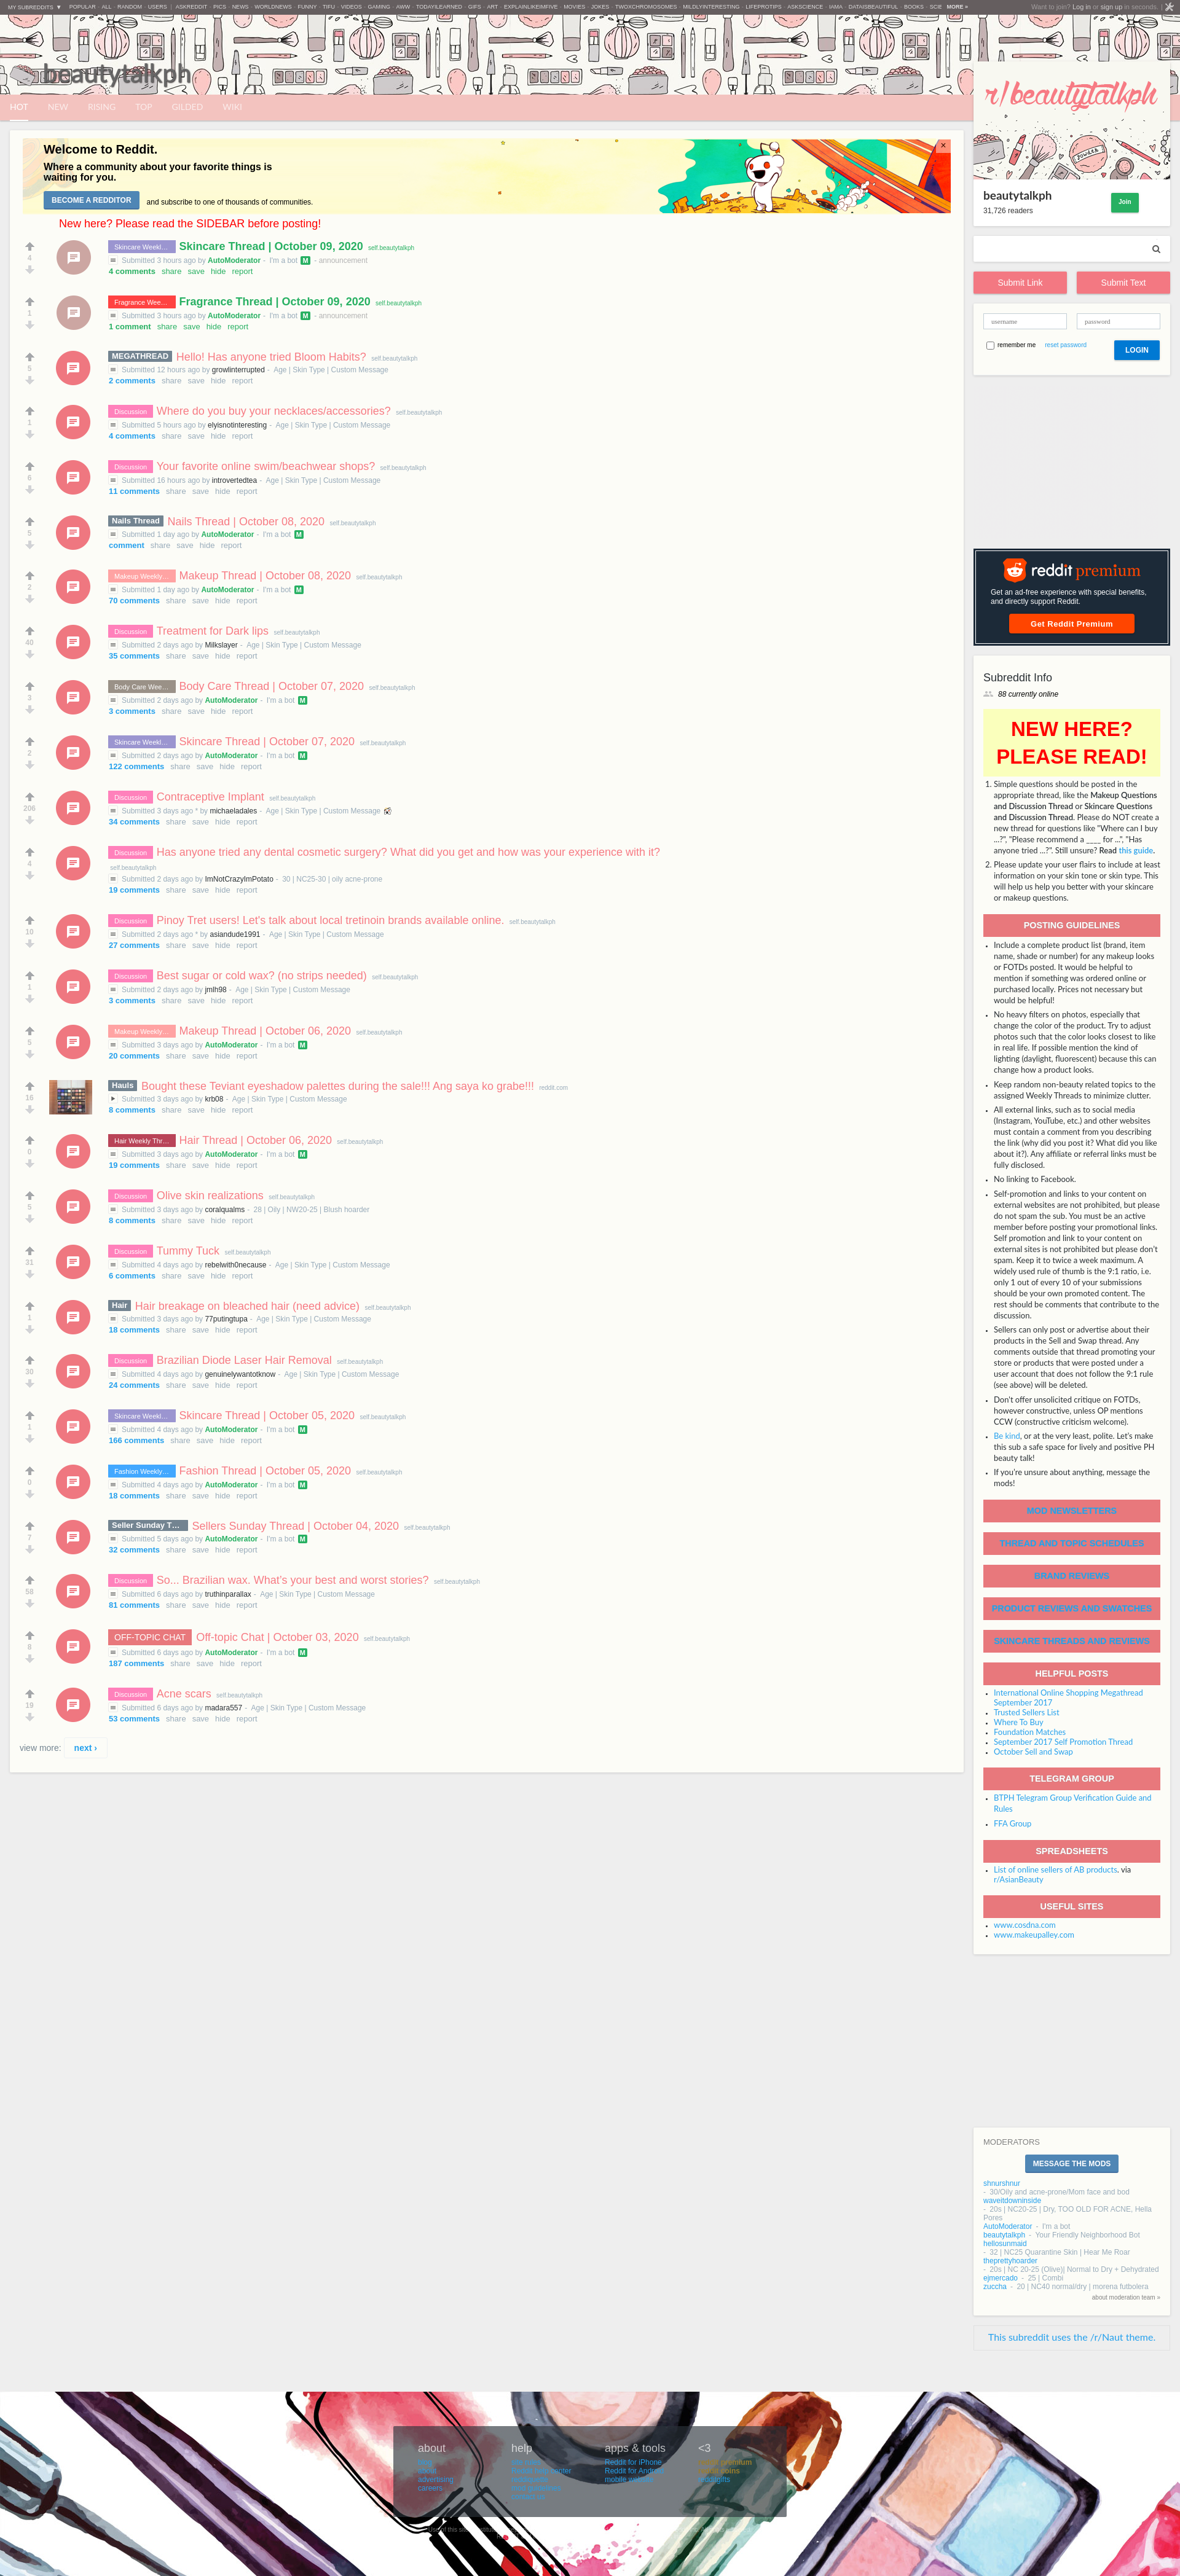 MY SUBREDDITS ▼ POPULAR - ALL - RANDOM - USERS | ASKREDDIT - PICS - NEWS - WORLDNEWS - FUNNY - TIFU - VIDEOS - GAMING - AWW - TODAYILEARNED - GIFS - ART - EXPLAINLIKEIMFIVE - MOVIES - JOKES - TWOXCHROMOSOMES - MILDLYINTERESTING - LIFEPROTIPS - ASKSCIENCE - IAMA - DATAISBEAUTIFUL - BOOKS - SCIE MORE »
Want to join? Log in or sign up in seconds. |
beautytalkph
HOT NEW RISING TOP GILDED WIKI
Welcome to Reddit.
Where a community about your favorite things is
waiting for you.
BECOME A REDDITOR and subscribe to one of thousands of communities.
New here? Please read the SIDEBAR before posting!
4
Skincare Weekl… Skincare Thread | October 09, 2020 self.beautytalkph
Submitted 3 hours ago by AutoModerator - I'm a bot M - announcement
4 comments share save hide report
1
Fragrance Wee… Fragrance Thread | October 09, 2020 self.beautytalkph
Submitted 3 hours ago by AutoModerator - I'm a bot M - announcement
1 comment share save hide report
5
MEGATHREAD Hello! Has anyone tried Bloom Habits? self.beautytalkph
Submitted 12 hours ago by growlinterrupted - Age | Skin Type | Custom Message
2 comments share save hide report
1
Discussion Where do you buy your necklaces/accessories? self.beautytalkph
Submitted 5 hours ago by elyisnotinteresting - Age | Skin Type | Custom Message
4 comments share save hide report
6
Discussion Your favorite online swim/beachwear shops? self.beautytalkph
Submitted 16 hours ago by introvertedtea - Age | Skin Type | Custom Message
11 comments share save hide report
5
Nails Thread Nails Thread | October 08, 2020 self.beautytalkph
Submitted 1 day ago by AutoModerator - I'm a bot M
comment share save hide report
2
Makeup Weekly… Makeup Thread | October 08, 2020 self.beautytalkph
Submitted 1 day ago by AutoModerator - I'm a bot M
70 comments share save hide report
40
Discussion Treatment for Dark lips self.beautytalkph
Submitted 2 days ago by Milkslayer - Age | Skin Type | Custom Message
35 comments share save hide report
3
Body Care Wee… Body Care Thread | October 07, 2020 self.beautytalkph
Submitted 2 days ago by AutoModerator - I'm a bot M
3 comments share save hide report
2
Skincare Weekl… Skincare Thread | October 07, 2020 self.beautytalkph
Submitted 2 days ago by AutoModerator - I'm a bot M
122 comments share save hide report
206
Discussion Contraceptive Implant self.beautytalkph
Submitted 3 days ago * by michaeladales - Age | Skin Type | Custom Message
34 comments share save hide report
4
Discussion Has anyone tried any dental cosmetic surgery? What did you get and how was your experience with it?
self.beautytalkph
Submitted 2 days ago by ImNotCrazyImPotato - 30 | NC25-30 | oily acne-prone
19 comments share save hide report
10
Discussion Pinoy Tret users! Let's talk about local tretinoin brands available online. self.beautytalkph
Submitted 2 days ago * by asiandude1991 - Age | Skin Type | Custom Message
27 comments share save hide report
1
Discussion Best sugar or cold wax? (no strips needed) self.beautytalkph
Submitted 2 days ago by jmlh98 - Age | Skin Type | Custom Message
3 comments share save hide report
5
Makeup Weekly… Makeup Thread | October 06, 2020 self.beautytalkph
Submitted 3 days ago by AutoModerator - I'm a bot M
20 comments share save hide report
16
Hauls Bought these Teviant eyeshadow palettes during the sale!!! Ang saya ko grabe!!! reddit.com
Submitted 3 days ago by krb08 - Age | Skin Type | Custom Message
8 comments share save hide report
0
Hair Weekly Thr… Hair Thread | October 06, 2020 self.beautytalkph
Submitted 3 days ago by AutoModerator - I'm a bot M
19 comments share save hide report
5
Discussion Olive skin realizations self.beautytalkph
Submitted 3 days ago by coralqualms - 28 | Oily | NW20-25 | Blush hoarder
8 comments share save hide report
31
Discussion Tummy Tuck self.beautytalkph
Submitted 4 days ago by rebelwith0necause - Age | Skin Type | Custom Message
6 comments share save hide report
1
Hair Hair breakage on bleached hair (need advice) self.beautytalkph
Submitted 3 days ago by 77putingtupa - Age | Skin Type | Custom Message
18 comments share save hide report
30
Discussion Brazilian Diode Laser Hair Removal self.beautytalkph
Submitted 4 days ago by genuinelywantotknow - Age | Skin Type | Custom Message
24 comments share save hide report
1
Skincare Weekl… Skincare Thread | October 05, 2020 self.beautytalkph
Submitted 4 days ago by AutoModerator - I'm a bot M
166 comments share save hide report
0
Fashion Weekly… Fashion Thread | October 05, 2020 self.beautytalkph
Submitted 4 days ago by AutoModerator - I'm a bot M
18 comments share save hide report
7
Seller Sunday T… Sellers Sunday Thread | October 04, 2020 self.beautytalkph
Submitted 5 days ago by AutoModerator - I'm a bot M
32 comments share save hide report
58
Discussion So... Brazilian wax. What's your best and worst stories? self.beautytalkph
Submitted 6 days ago by truthinparallax - Age | Skin Type | Custom Message
81 comments share save hide report
8
OFF-TOPIC CHAT Off-topic Chat | October 03, 2020 self.beautytalkph
Submitted 6 days ago by AutoModerator - I'm a bot M
187 comments share save hide report
19
Discussion Acne scars self.beautytalkph
Submitted 6 days ago by madara557 - Age | Skin Type | Custom Message
53 comments share save hide report
view more: next ›
r/beautytalkph
POWDER
beautytalkph
31,726 readers
Join
Submit Link Submit Text
username password
remember me reset password LOGIN
reddit premium
Get an ad-free experience with special benefits,
and directly support Reddit.
Get Reddit Premium
Subreddit Info
88 currently online
NEW HERE?
PLEASE READ!
1. Simple questions should be posted in the
appropriate thread, like the Makeup Questions
and Discussion Thread or Skincare Questions
and Discussion Thread. Please do NOT create a
new thread for questions like "Where can I buy
...?", "Please recommend a ____ for ...", "Has
anyone tried ...?". Still unsure? Read this guide.
2. Please update your user flairs to include at least
information on your skin tone or skin type. This
will help us help you better with your skincare
or makeup questions.
POSTING GUIDELINES
• Include a complete product list (brand, item
name, shade or number) for any makeup looks
or FOTDs posted. It would be helpful to
mention if something was ordered online or
purchased locally. Prices not necessary but
would be helpful!
• No heavy filters on photos, especially that
change the color of the product. Try to adjust
photos such that the color looks closest to like
in real life. If possible mention the kind of
lighting (daylight, fluorescent) because this can
change how a product looks.
• Keep random non-beauty related topics to the
assigned Weekly Threads to minimize clutter.
• All external links, such as to social media
(Instagram, YouTube, etc.) and other websites
must contain a comment from you describing
the link (why did you post it? What did you like
about it?). Any affiliate or referral links must be
fully disclosed.
• No linking to Facebook.
• Self-promotion and links to your content on
external websites are not prohibited, but please
do not spam the sub. You must be an active
member before posting your promotional links.
Self promotion and link to your content on
external sites is not prohibited but please don't
spam. Keep it to twice a week maximum. A
widely used rule of thumb is the 9:1 ratio, i.e.
only 1 out of every 10 of your submissions
should be your own promoted content. The
rest should be comments that contribute to the
discussion.
• Sellers can only post or advertise about their
products in the Sell and Swap thread. Any
comments outside that thread promoting your
store or products that were posted under a
user account that does not follow the 9:1 rule
(see above) will be deleted.
• Don't offer unsolicited critique on FOTDs,
however constructive, unless OP mentions
CCW (constructive criticism welcome).
• Be kind, or at the very least, polite. Let's make
this sub a safe space for lively and positive PH
beauty talk!
• If you're unsure about anything, message the
mods!
MOD NEWSLETTERS
THREAD AND TOPIC SCHEDULES
BRAND REVIEWS
PRODUCT REVIEWS AND SWATCHES
SKINCARE THREADS AND REVIEWS
HELPFUL POSTS
• International Online Shopping Megathread
September 2017
• Trusted Sellers List
• Where To Buy
• Foundation Matches
• September 2017 Self Promotion Thread
• October Sell and Swap
TELEGRAM GROUP
• BTPH Telegram Group Verification Guide and
Rules
• FFA Group
SPREADSHEETS
• List of online sellers of AB products, via
r/AsianBeauty
USEFUL SITES
• www.cosdna.com
• www.makeupalley.com
MODERATORS
MESSAGE THE MODS
shnurshnur
- 30/Oily and acne-prone/Mom face and bod
waveitdowninside
- 20s | NC20-25 | Dry, TOO OLD FOR ACNE, Hella
Pores
AutoModerator - I'm a bot
beautytalkph - Your Friendly Neighborhood Bot
hellosunmaid
- 32 | NC25 Quarantine Skin | Hear Me Roar
theprettyhoarder
- 20s | NC 20-25 (Olive)| Normal to Dry + Dehydrated
ejmercado - 25 | Combi
zuccha - 20 | NC40 normal/dry | morena futbolera
about moderation team »
This subreddit uses the /r/Naut theme.
about help apps & tools <3
Reddit for iPhone
Reddit for Android
advertising
careers